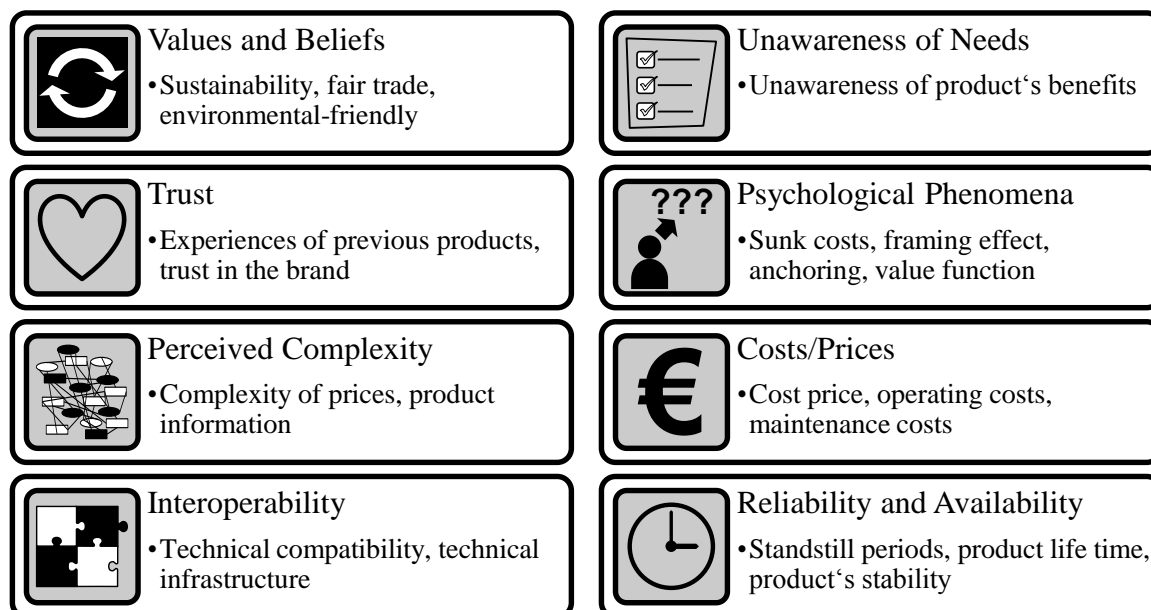 Values and Beliefs
•Sustainability, fair trade,
environmental-friendly
Unawareness of Needs
•Unawareness of product‘s benefits
Trust
•Experiences of previous products,
trust in the brand
???
Psychological Phenomena
•Sunk costs, framing effect,
anchoring, value function
Perceived Complexity
•Complexity of prices, product
information
€
Costs/Prices
•Cost price, operating costs,
maintenance costs
Interoperability
•Technical compatibility, technical
infrastructure
Reliability and Availability
•Standstill periods, product life time,
product‘s stability